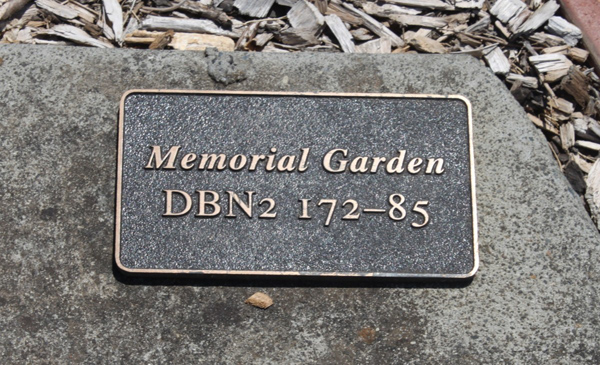 Memorial Garden
DBN2 172–85